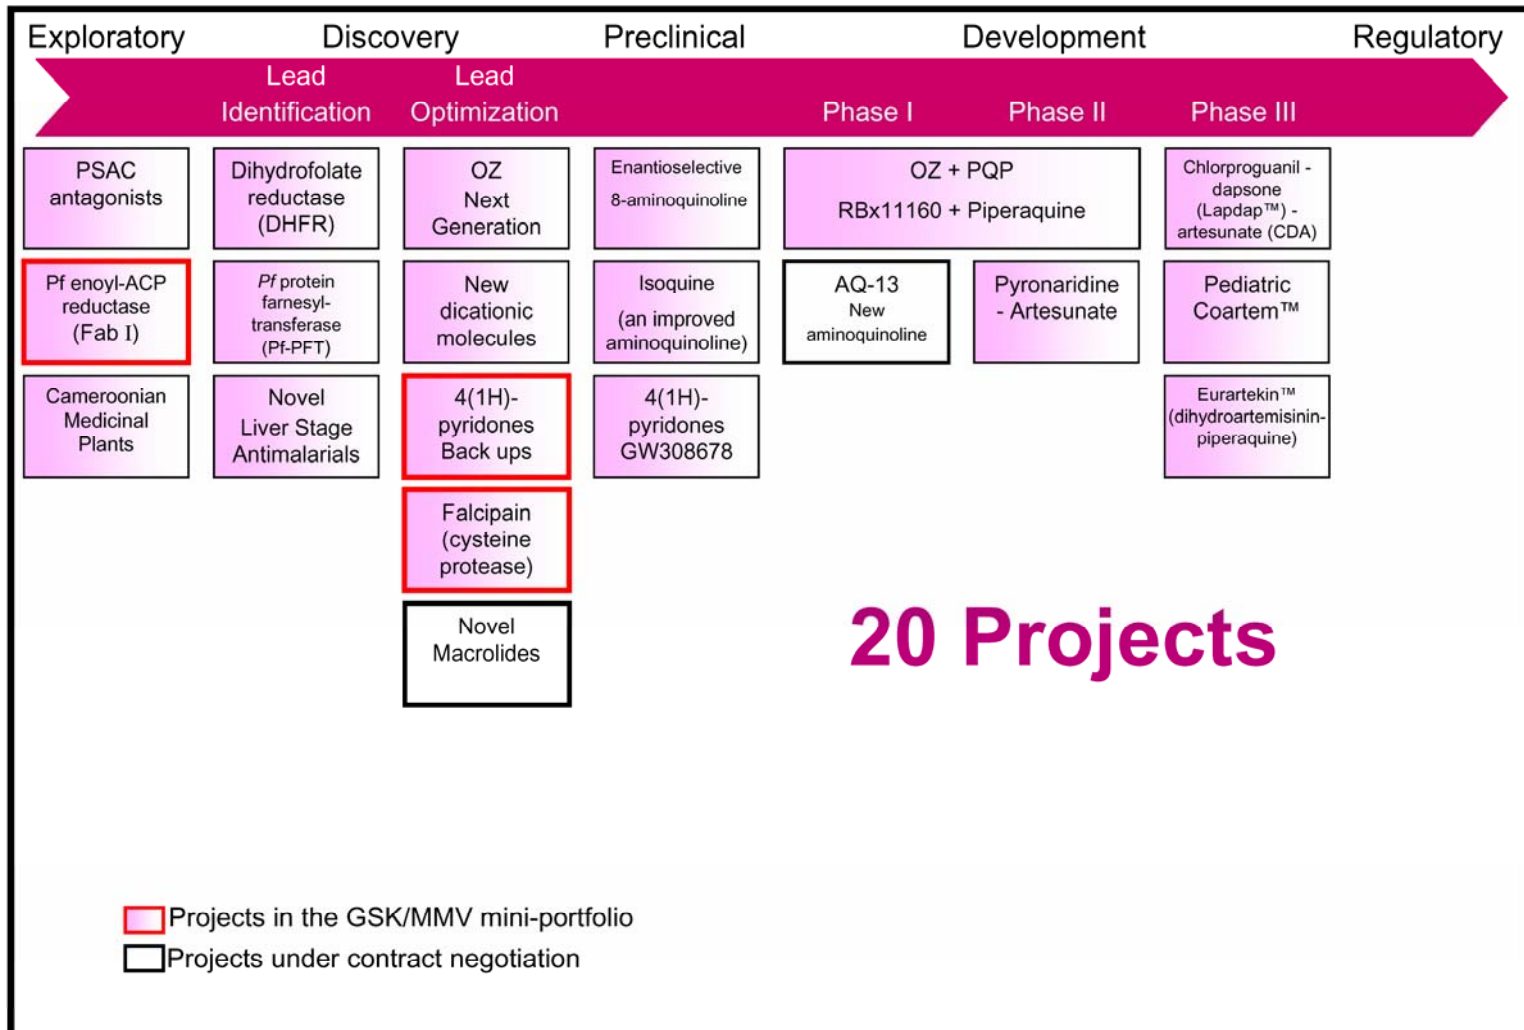 Exploratory
Discovery
Preclinical
Development
Regulatory
Lead
Identification
Lead
Optimization
Phase I
Phase II
Phase III
PSAC
antagonists
Dihydrofolate
reductase
(DHFR)
OZ
Next
Generation
Enantioselective
8-aminoquinoline
OZ + PQP
RBx11160 + Piperaquine
Chlorproguanil -
dapsone
(Lapdap™) -
artesunate (CDA)
Pf enoyl-ACP
reductase
(Fab I)
Pf protein
farnesyl-
transferase
(Pf-PFT)
New
dicationic
molecules
Isoquine
(an improved
aminoquinoline)
AQ-13
New
aminoquinoline
Pyronaridine
- Artesunate
Pediatric
Coartem™
Cameroonian
Medicinal
Plants
Novel
Liver Stage
Antimalarials
4(1H)-
pyridones
Back ups
4(1H)-
pyridones
GW308678
Eurartekin™
(dihydroartemisinin-
piperaquine)
Falcipain
(cysteine
protease)
Novel
Macrolides
20 Projects
Projects in the GSK/MMV mini-portfolio
Projects under contract negotiation